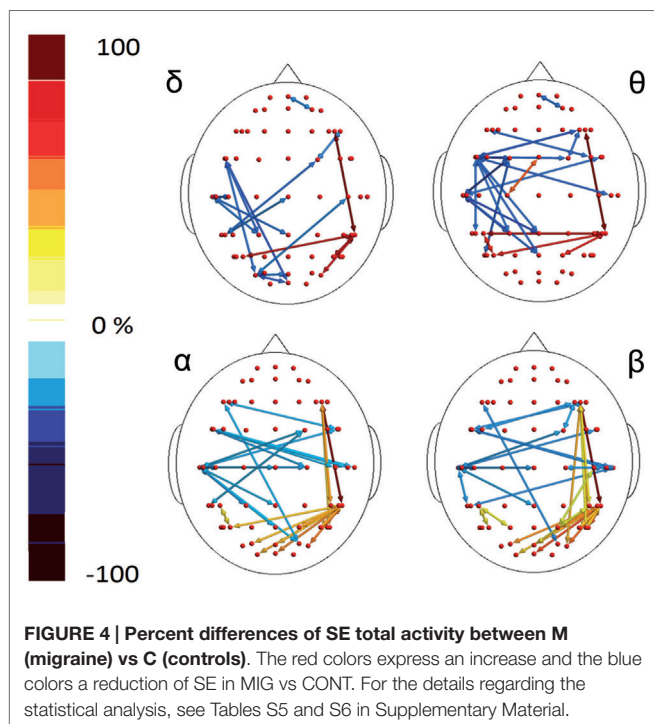 100
0 %
-100
δ
θ
α
β
FIGURE 4 | Percent differences of SE total activity between M
(migraine) vs C (controls). The red colors express an increase and the blue
colors a reduction of SE in MIG vs CONT. For the details regarding the
statistical analysis, see Tables S5 and S6 in Supplementary Material.